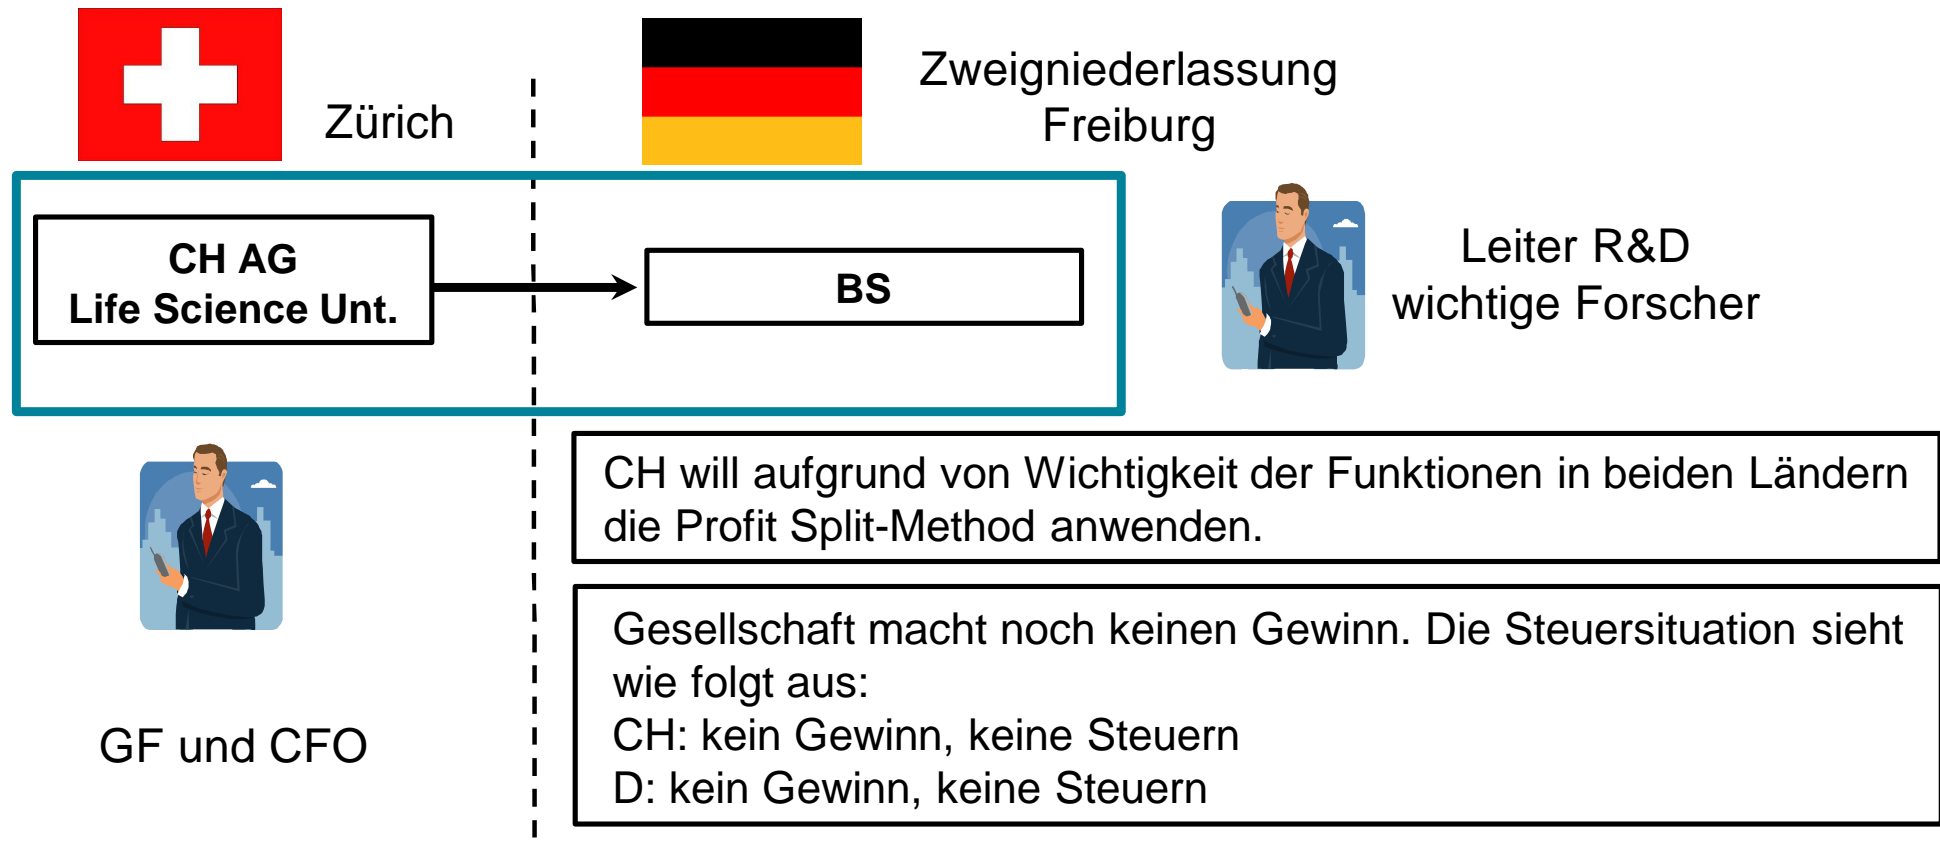 Zürich
Zweigniederlassung
Freiburg
CH AG
Life Science Unt.
BS
Leiter R&D
wichtige Forscher
GF und CFO
CH will aufgrund von Wichtigkeit der Funktionen in beiden Ländern
die Profit Split-Method anwenden.
Gesellschaft macht noch keinen Gewinn. Die Steuersituation sieht
wie folgt aus:
CH: kein Gewinn, keine Steuern
D: kein Gewinn, keine Steuern